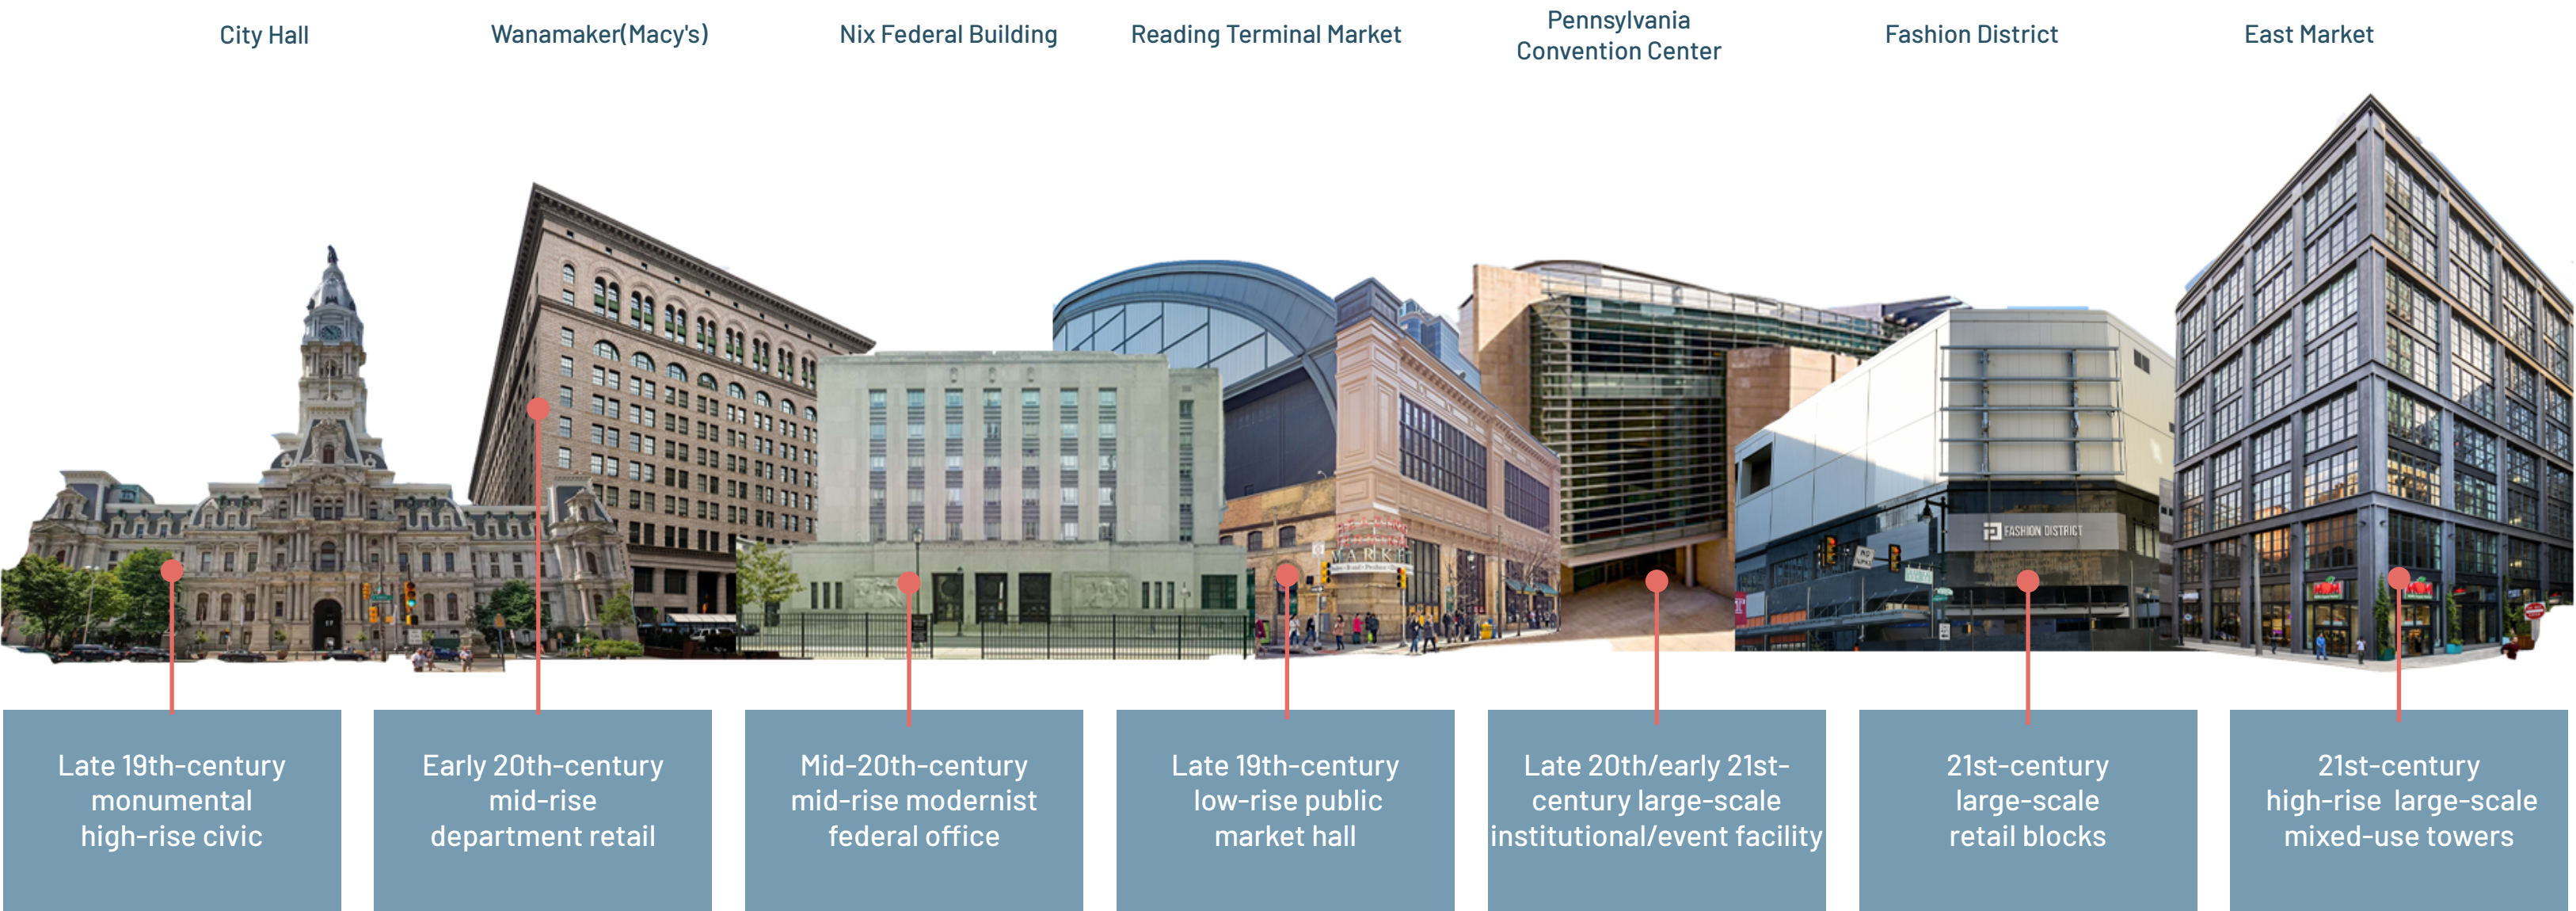 City Hall
Wanamaker(Macy's)
Nix Federal Building
Reading Terminal Market
Pennsylvania
Convention Center
Fashion District
East Market
MARKET
FASHION DISTRICT
MOM
Late 19th-century
monumental
high-rise civic
Early 20th-century
mid-rise
department retail
Mid-20th-century
mid-rise modernist
federal office
Late 19th-century
low-rise public
market hall
Late 20th/early 21st-
century large-scale
institutional/event facility
21st-century
large-scale
retail blocks
21st-century
high-rise  large-scale
mixed-use towers